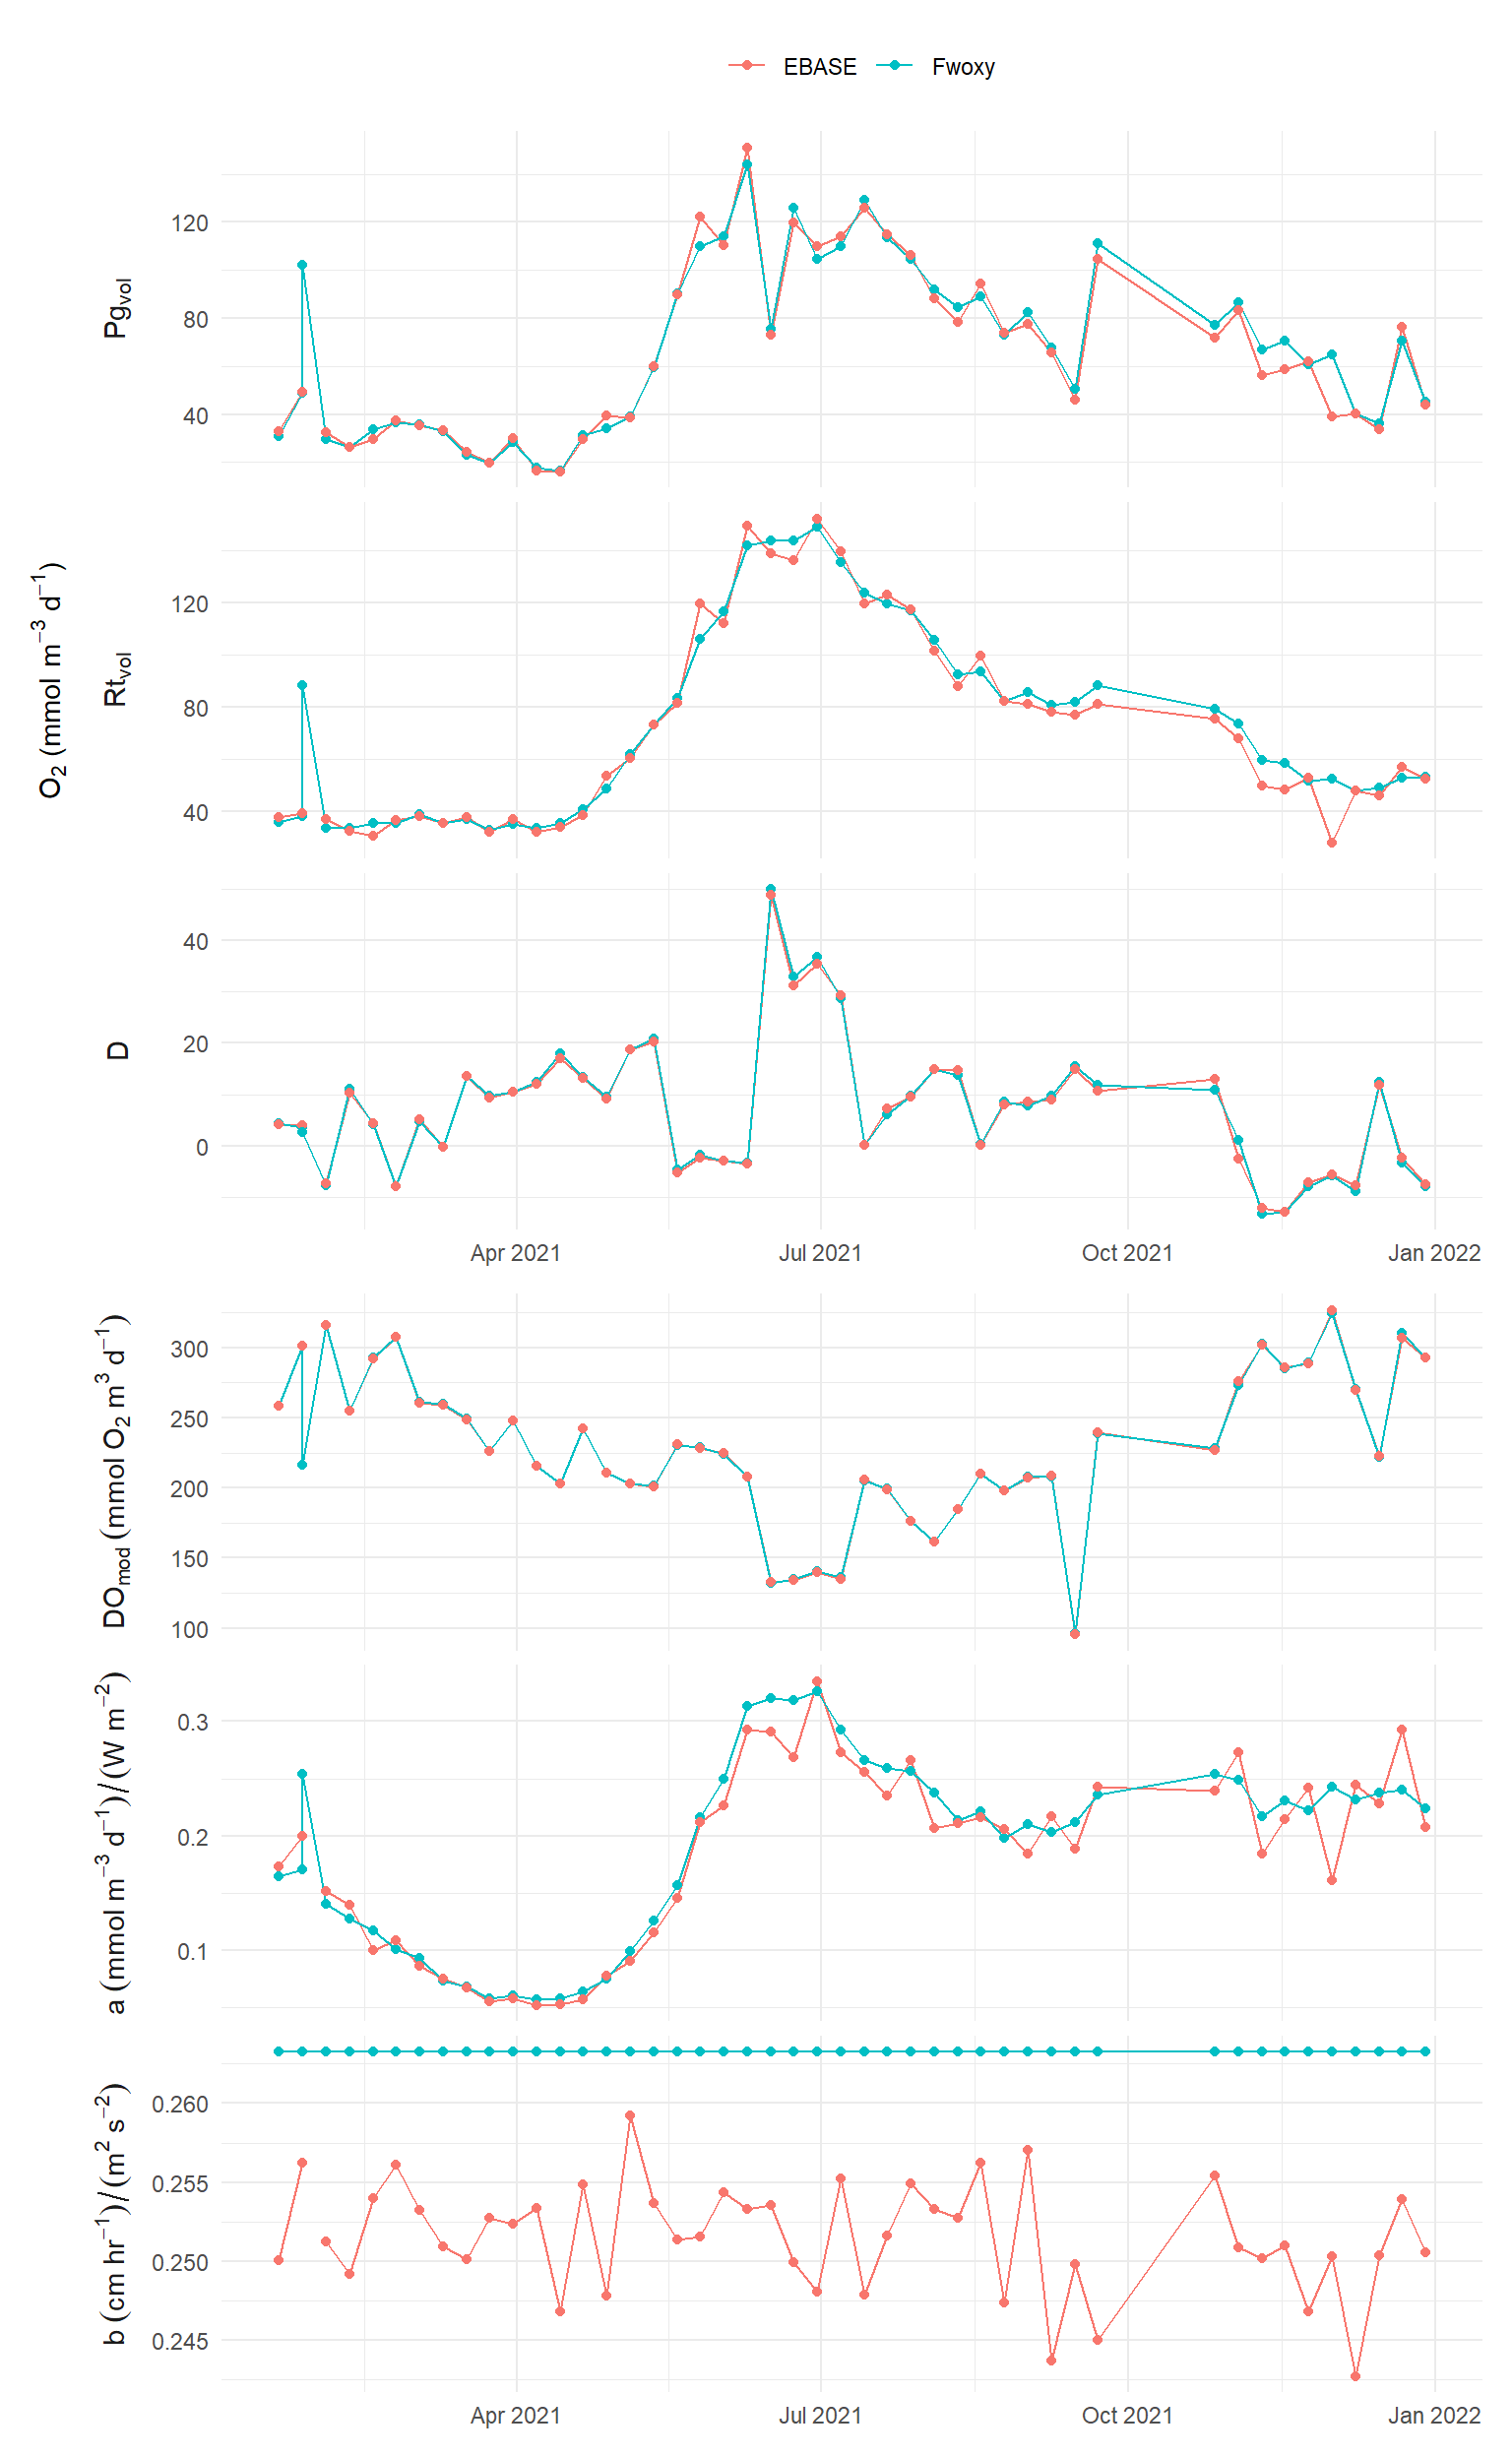 EBASE Fwoxy
O₂ (mmol m⁻³ d⁻¹)
Pg_vol
120
80
40
Rt_vol
120
80
40
D
40
20
0
Apr 2021 Jul 2021 Oct 2021 Jan 2022
DO_mod (mmol O₂ m³ d⁻¹)
300
250
200
150
100
a (mmol m⁻³ d⁻¹)/(W m⁻²)
0.3
0.2
0.1
b (cm hr⁻¹)/(m² s⁻²)
0.260
0.255
0.250
0.245
Apr 2021 Jul 2021 Oct 2021 Jan 2022